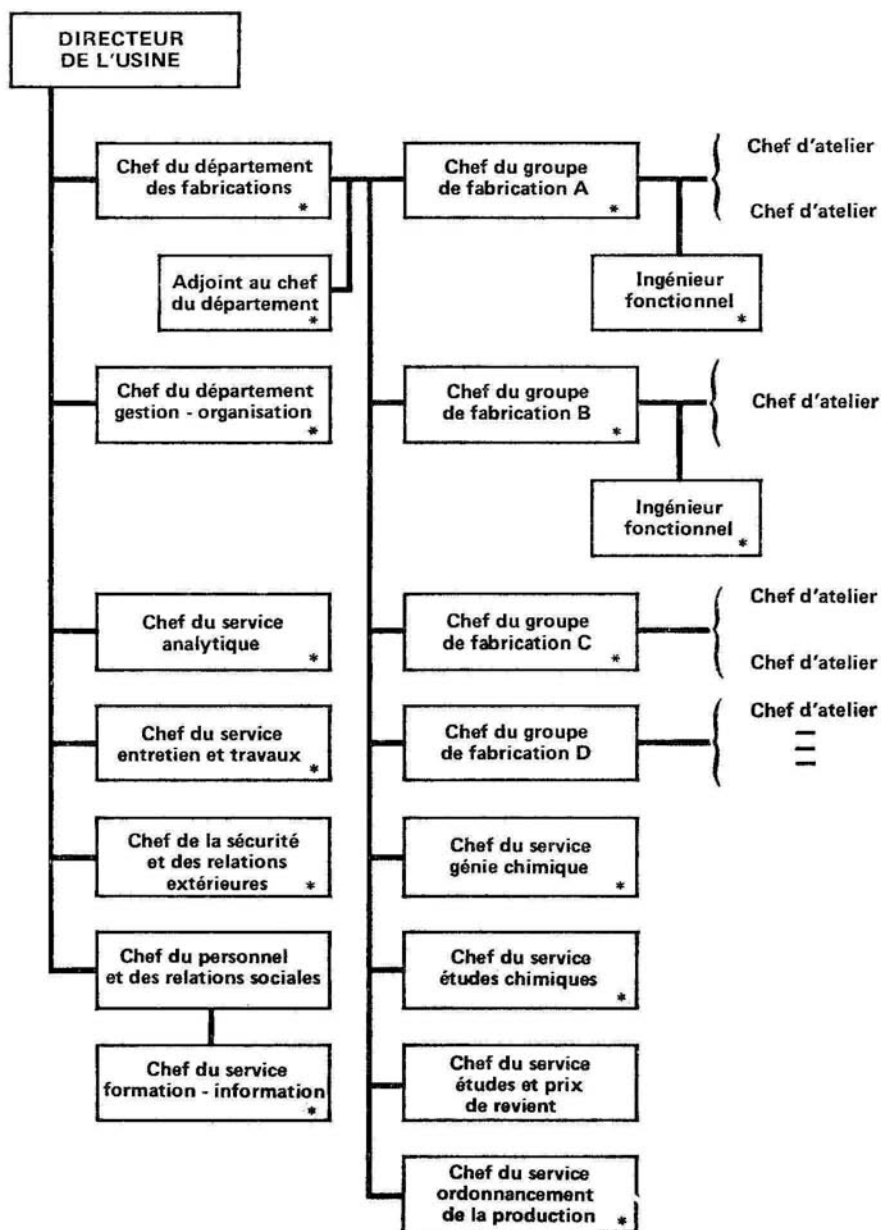 DIRECTEUR
DE L'USINE
Chef du département
des fabrications
*
Adjoint au chef
du département
*
Chef du département
gestion - organisation
*
Chef du service
analytique
*
Chef du service
entretien et travaux
*
Chef de la sécurité
et des relations
extérieures
*
Chef du personnel
et des relations sociales
Chef du service
formation - information
*
Chef du groupe
de fabrication A
*
Chef d'atelier
Chef d'atelier
Ingénieur
fonctionnel
*
Chef du groupe
de fabrication B
*
Chef d'atelier
Ingénieur
fonctionnel
*
Chef du groupe
de fabrication C
*
Chef d'atelier
Chef d'atelier
Chef du groupe
de fabrication D
Chef d'atelier
Chef du service
génie chimique
*
Chef du service
études chimiques
*
Chef du service
études et prix
de revient
Chef du service
ordonnancement
de la production
*